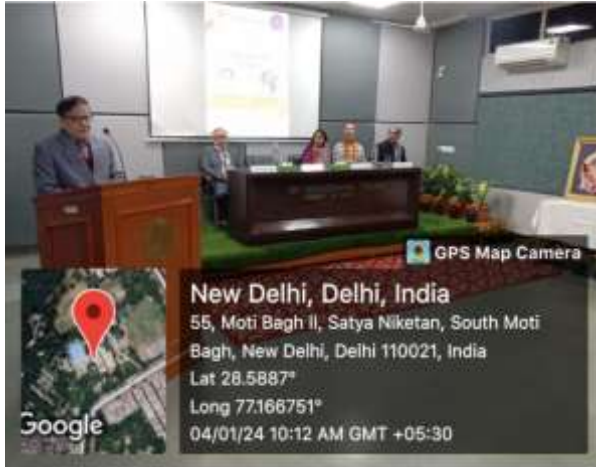 GPS Map Camera
New Delhi, Delhi, India
55, Moti Bagh II, Satya Niketan, South Moti
Bagh, New Delhi, Delhi 110021, India
Lat 28.5887°
Long 77.166751°
04/01/24 10:12 AM GMT +05:30
Google